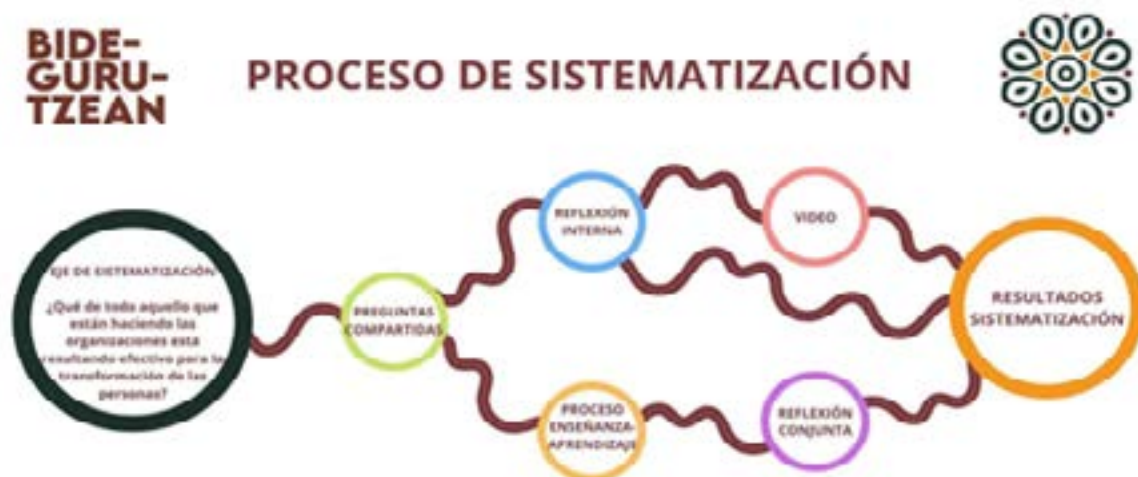 BIDE-
GURU-
TZEAN
PROCESO DE SISTEMATIZACIÓN
EJE DE SISTEMATIZACIÓN
¿Qué de todo aquello que
están haciendo las
organizaciones está
resultando efectivo para la
transformación de las
personas?
PREGUNTAS
COMPARTIDAS
REFLEXIÓN
INTERNA
VIDEO
PROCESO
ENSEÑANZA-
APRENDIZAJE
REFLEXIÓN
CONJUNTA
RESULTADOS
SISTEMATIZACIÓN